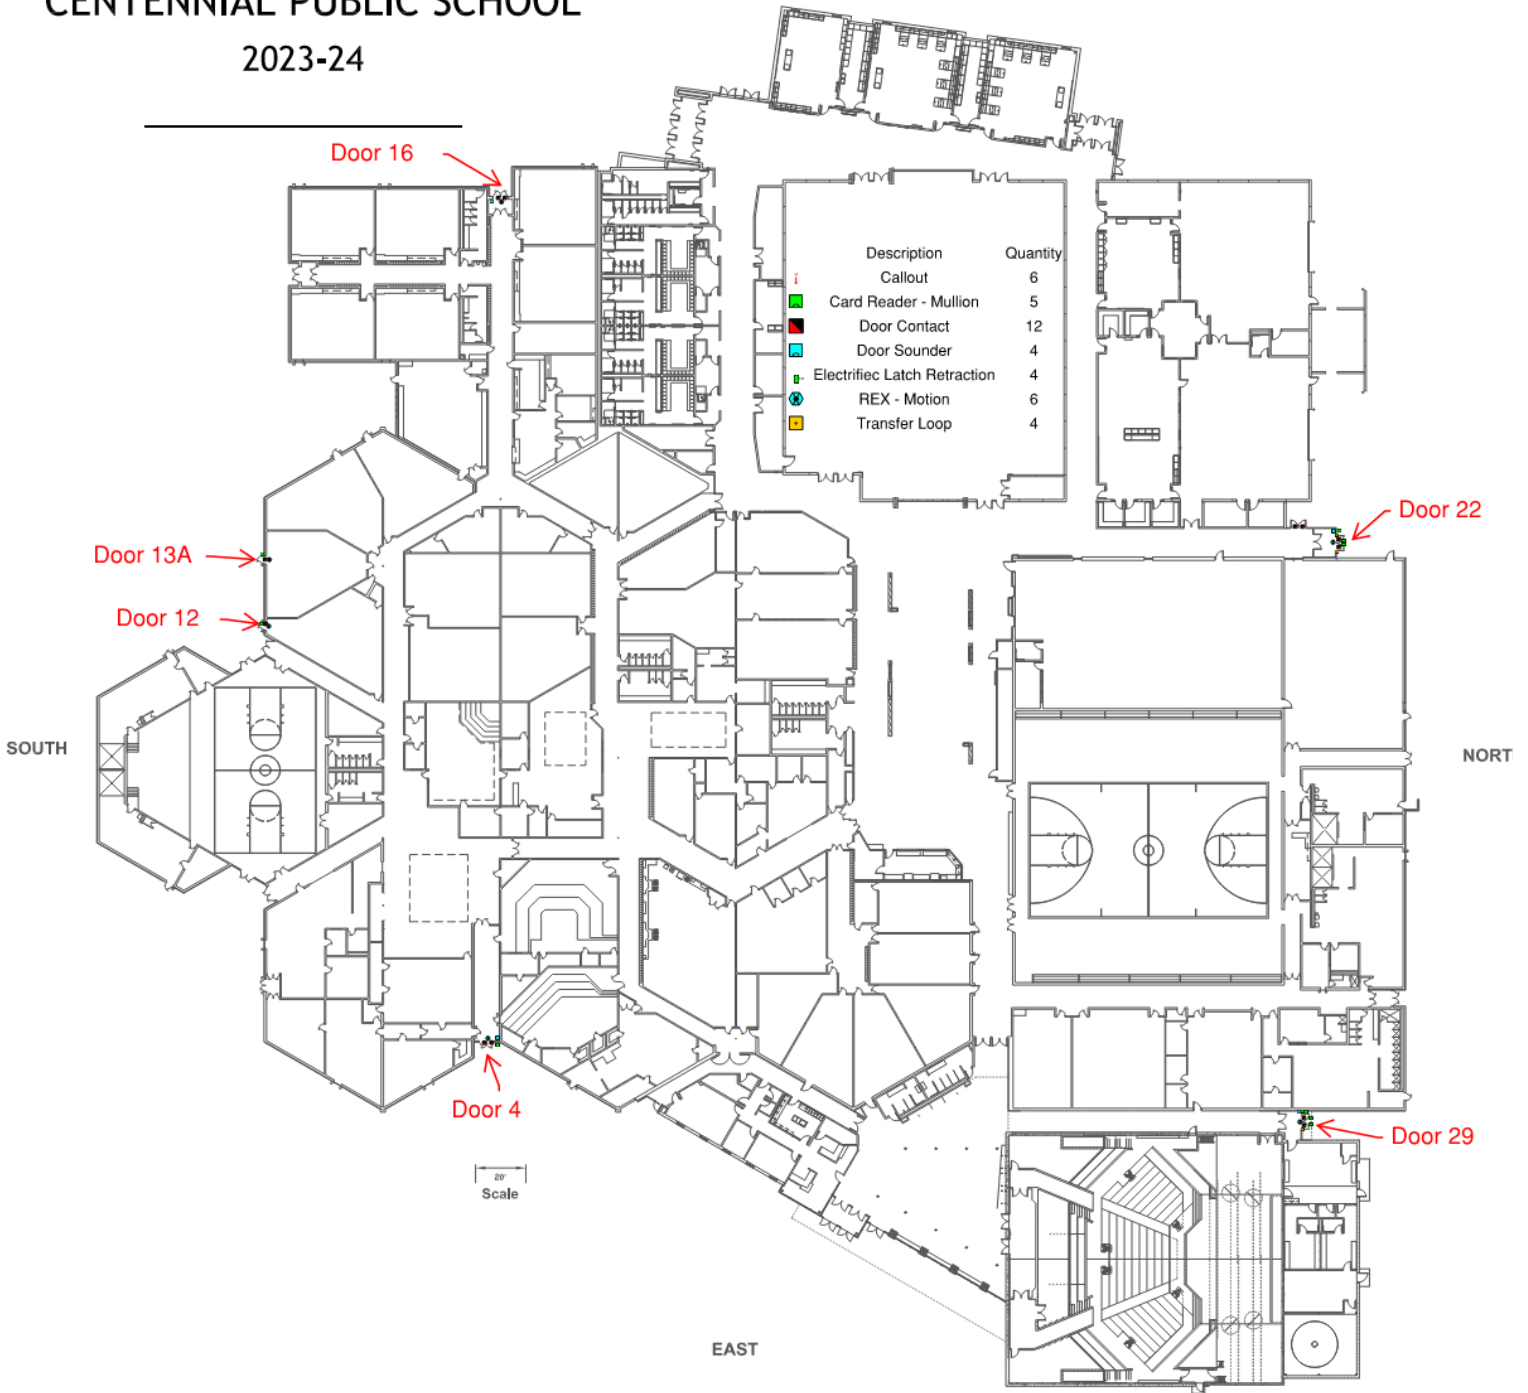 CENTENNIAL PUBLIC SCHOOL
2023-24
Door 16
Description Quantity
Callout 6
Card Reader - Mullion 5
Door Contact 12
Door Sounder 4
Electrifiec Latch Retraction 4
REX - Motion 6
Transfer Loop 4
Door 22
Door 13A
Door 12
SOUTH
NORT
Door 4
Door 29
20'
Scale
EAST